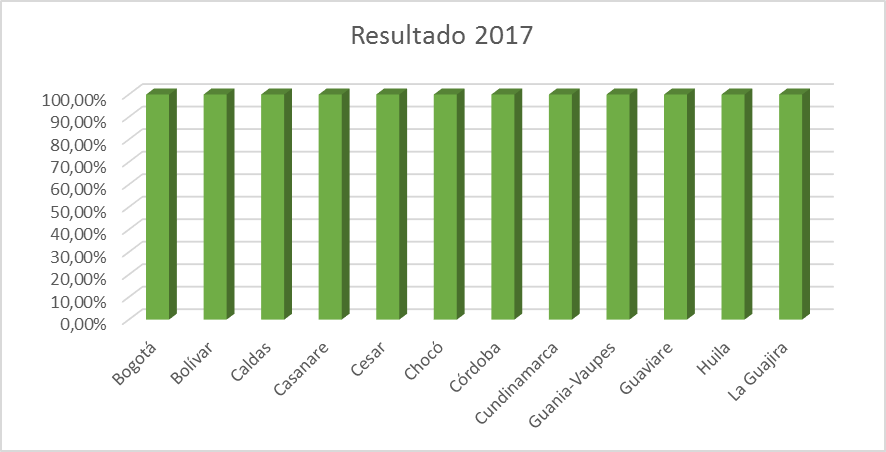 Resultado 2017
100,00%
90,00%
80,00%
70,00%
60,00%
50,00%
40,00%
30,00%
20,00%
10,00%
0,00%
Bogotá
Bolívar
Caldas
Casanare
Cesar
Chocó
Córdoba
Cundinamarca
Guania-Vaupes
Guaviare
Huila
La Guajira